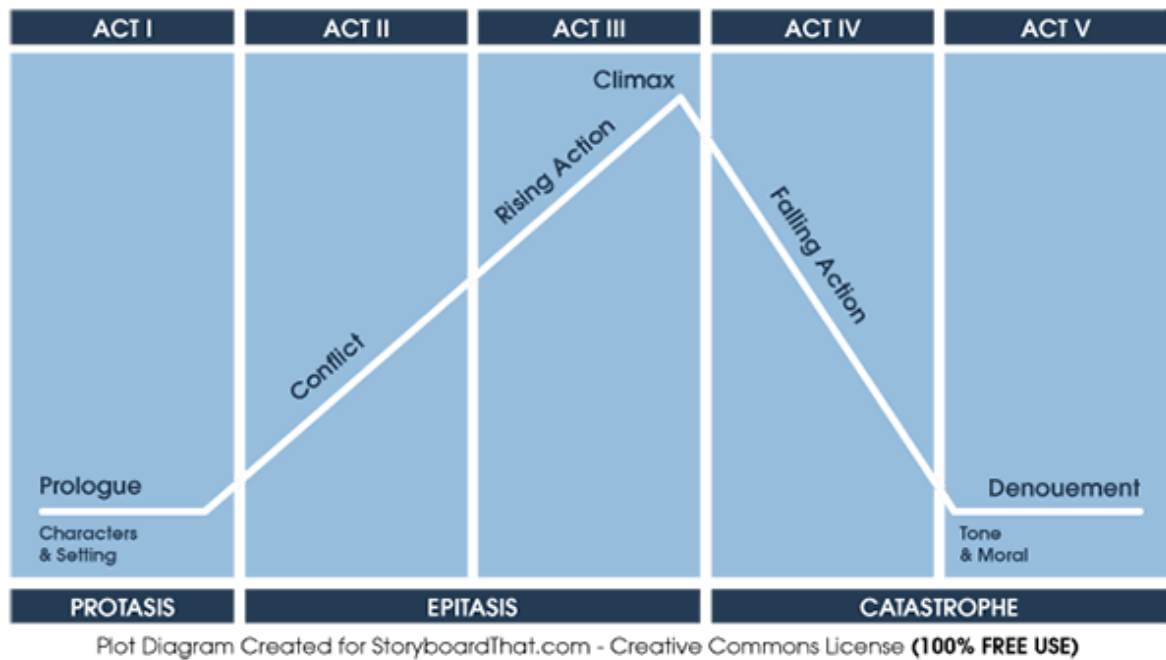 ACT I
ACT II
ACT III
ACT IV
ACT V
Climax
Rising Action
Falling Action
Conflict
Prologue
Characters
& Setting
Denouement
Tone
& Moral
PROTASIS
EPITASIS
CATASTROPHE
Plot Diagram Created for StoryboardThat.com - Creative Commons License (100% FREE USE)